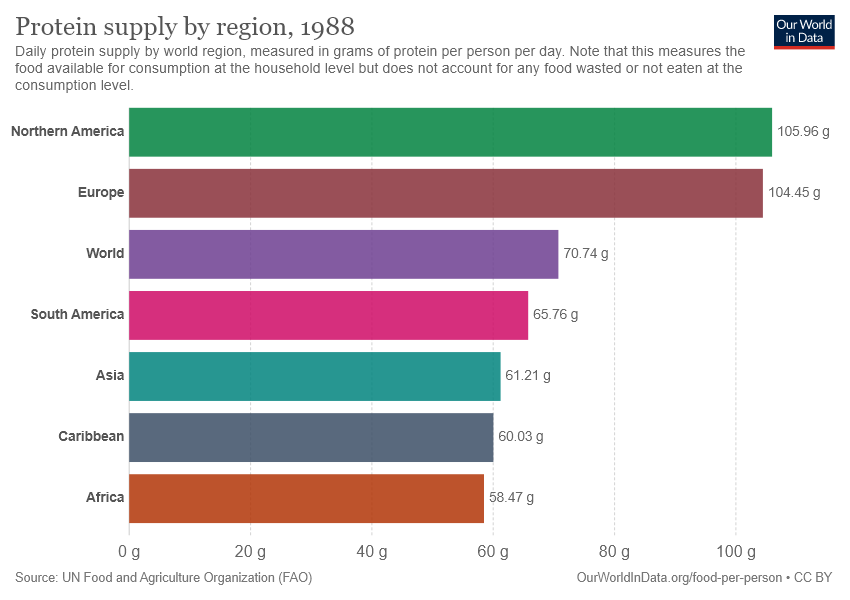 Protein supply by region, 1988
Our World
in Data
Daily protein supply by world region, measured in grams of protein per person per day. Note that this measures the
food available for consumption at the household level but does not account for any food wasted or not eaten at the
consumption level.
Northern America 105.96 g
Europe 104.45 g
World 70.74 g
South America 65.76 g
Asia 61.21 g
Caribbean 60.03 g
Africa 58.47 g
0 g 20 g 40 g 60 g 80 g 100 g
Source: UN Food and Agriculture Organization (FAO) OurWorldInData.org/food-per-person • CC BY